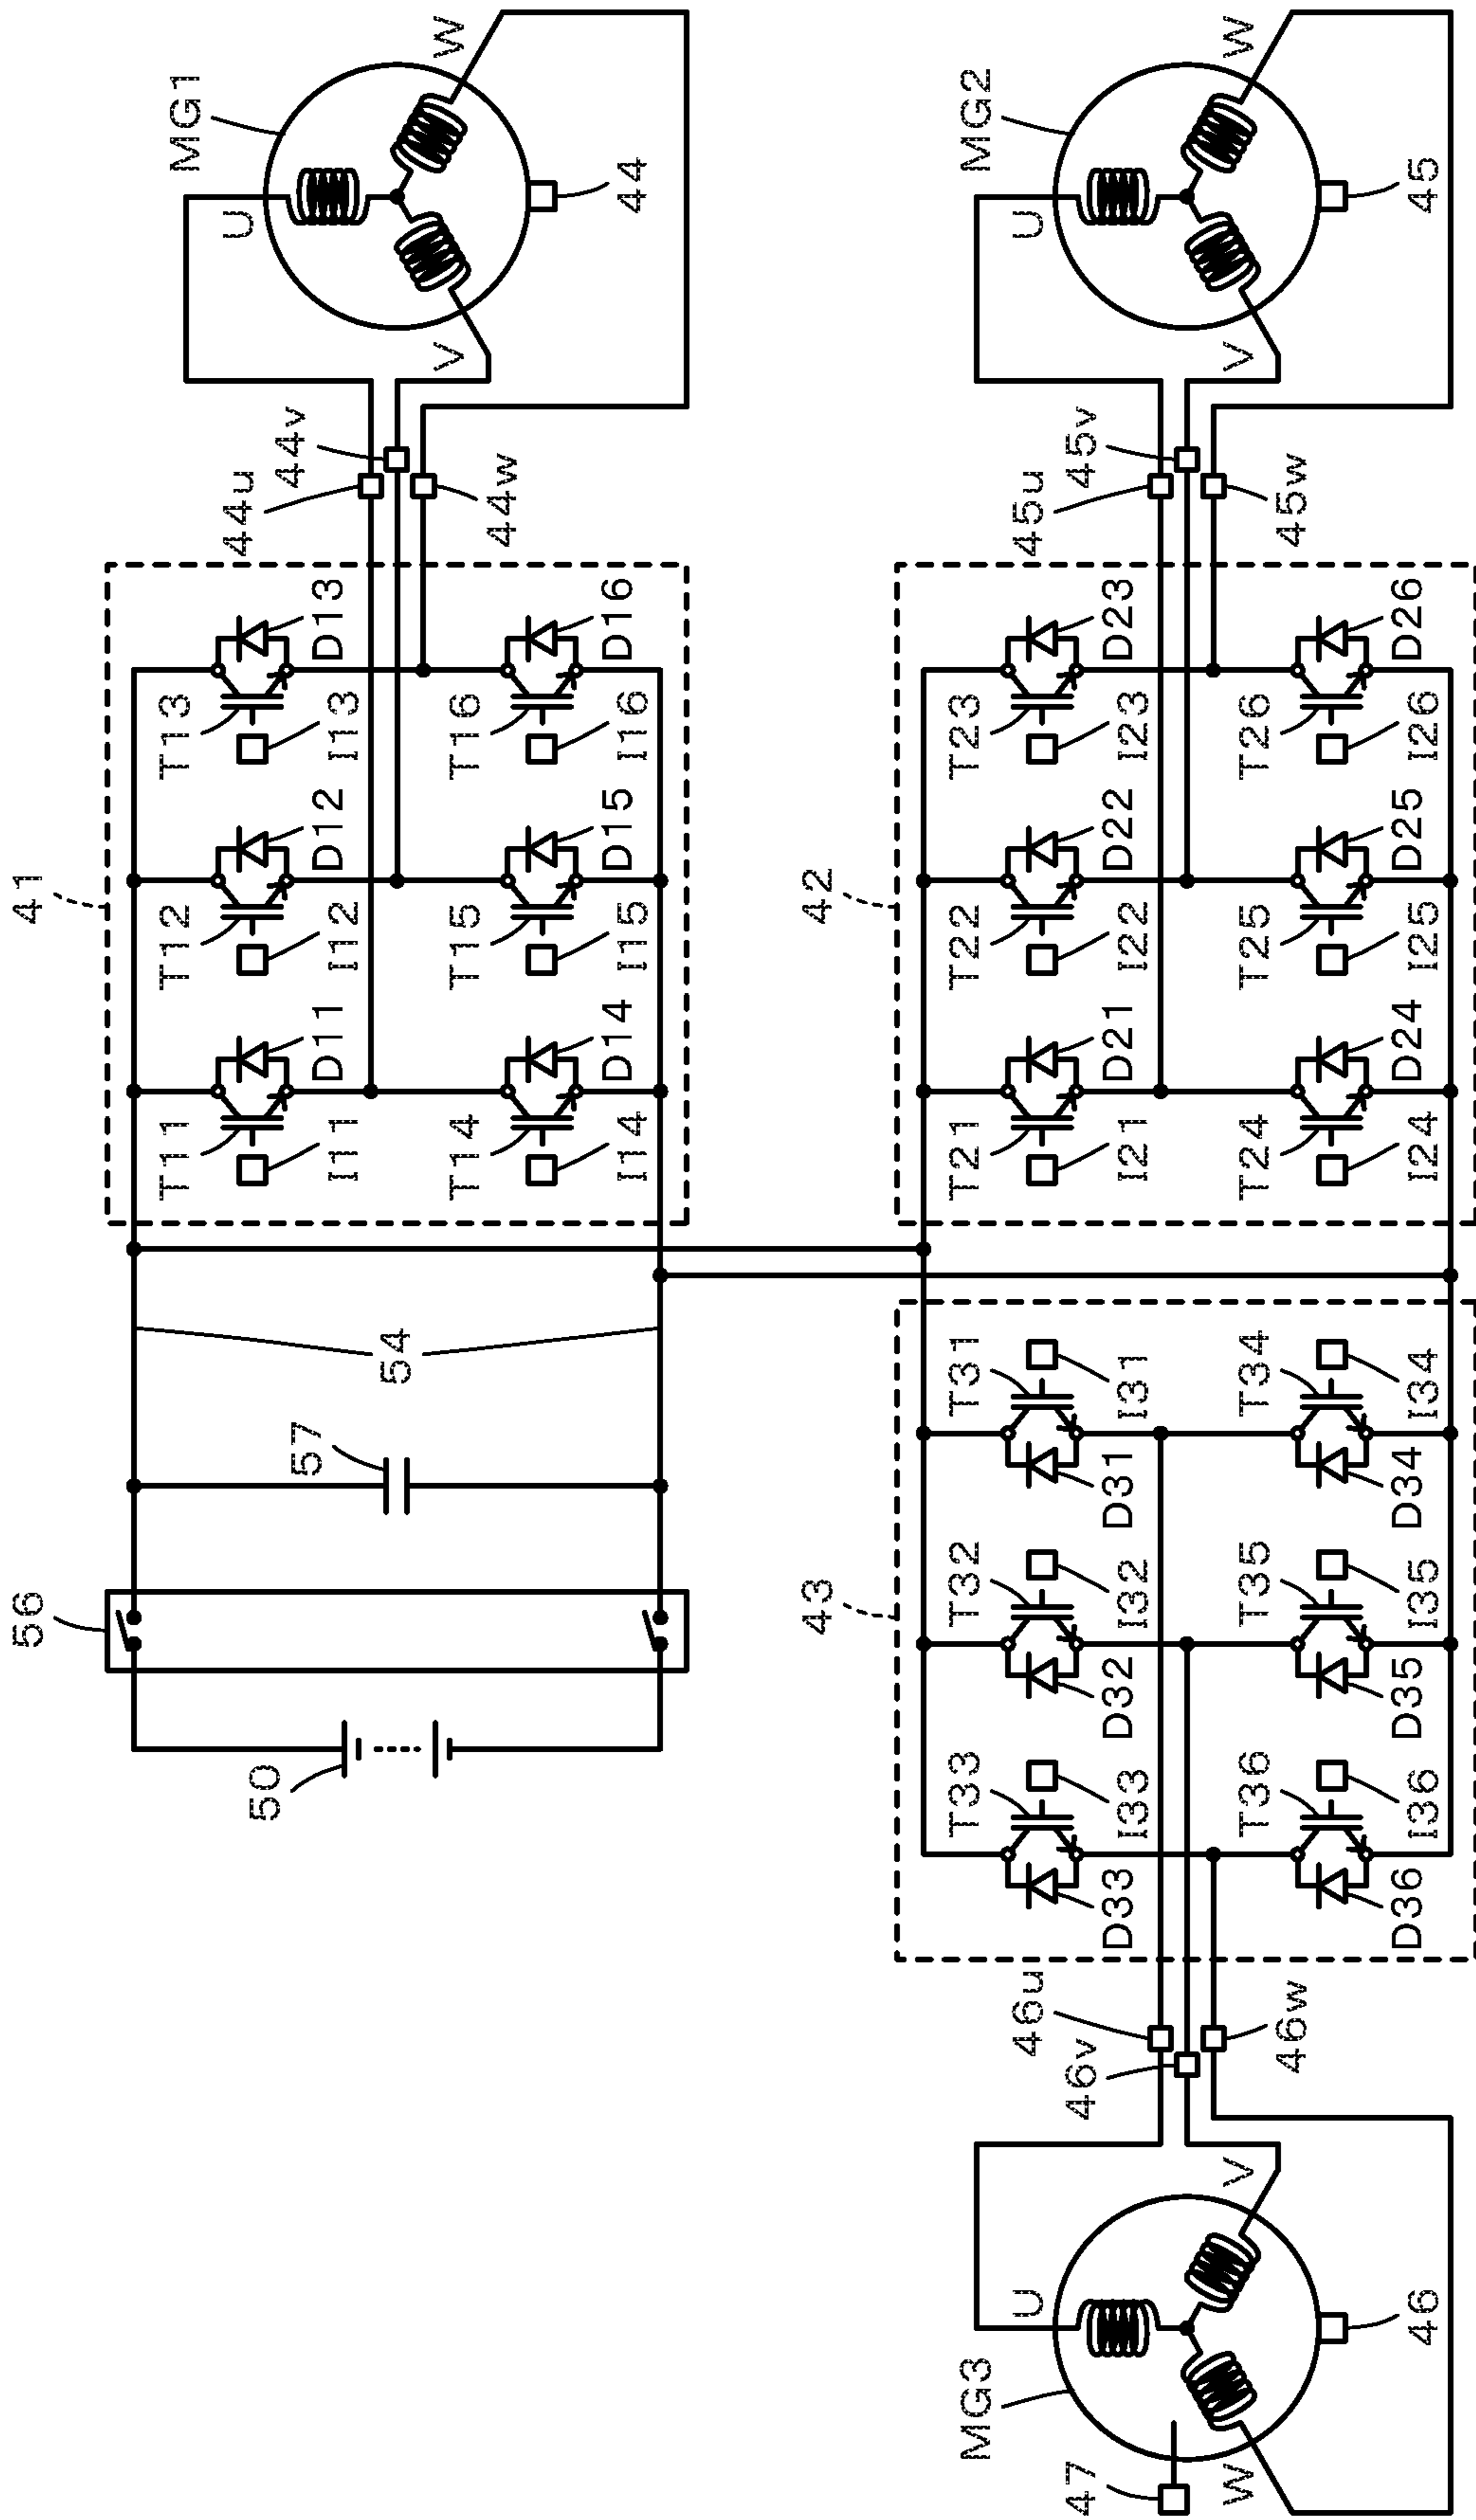 41
MG1
T11
T12
T13
D11
D12
D13
I11
I12
I13
T14
T15
T16
D14
D15
D16
I14
I15
I16
44u
44v
44w
U
V
W
44
56
50
57
54
42
MG2
T21
T22
T23
D21
D22
D23
I21
I22
I23
T24
T25
T26
D24
D25
D26
I24
I25
I26
45u
45v
45w
U
V
W
45
43
MG3
T33
T32
T31
D33
D32
D31
I33
I32
I31
T36
T35
T34
D36
D35
D34
I36
I35
I34
46u
46v
46w
U
V
W
46
47